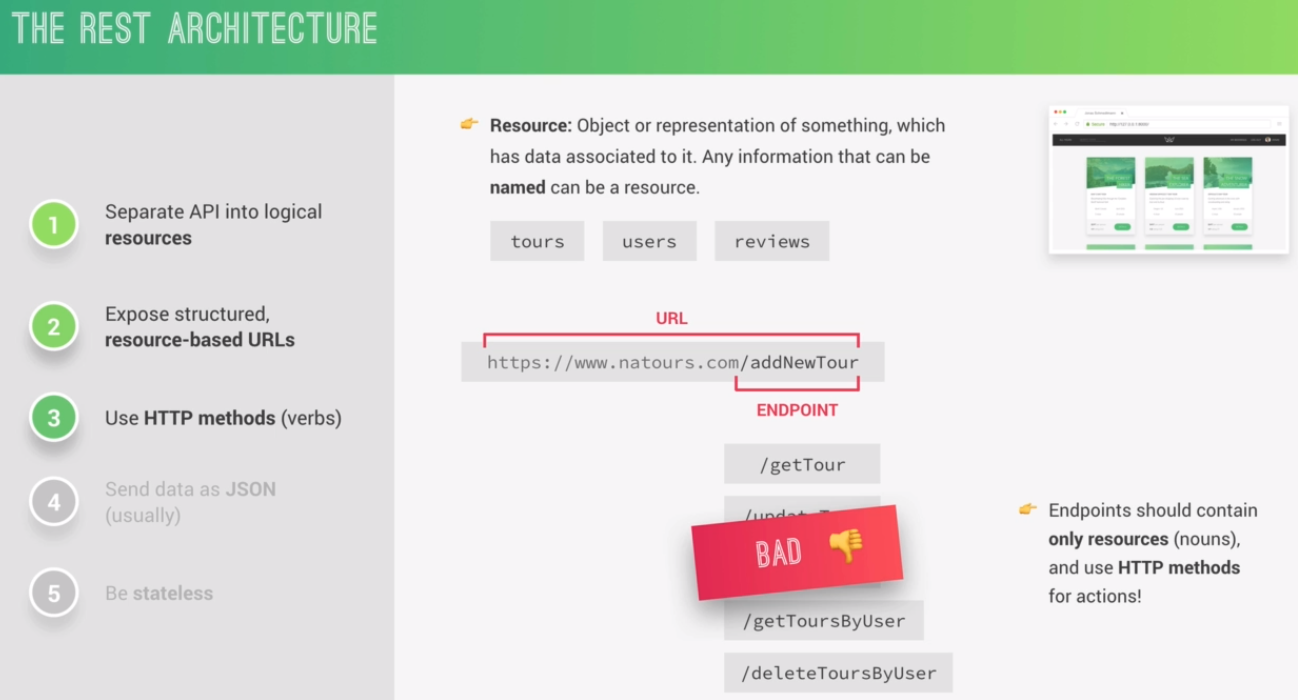 THE REST ARCHITECTURE
1
Separate API into logical
resources
2
Expose structured,
resource-based URLs
3
Use HTTP methods (verbs)
4
Send data as JSON
(usually)
5
Be stateless
Resource: Object or representation of something, which
has data associated to it. Any information that can be
named can be a resource.
tours users reviews
URL
https://www.natours.com/addNewTour
ENDPOINT
/getTour
BAD
/getToursByUser
/deleteToursByUser
Endpoints should contain
only resources (nouns),
and use HTTP methods
for actions!